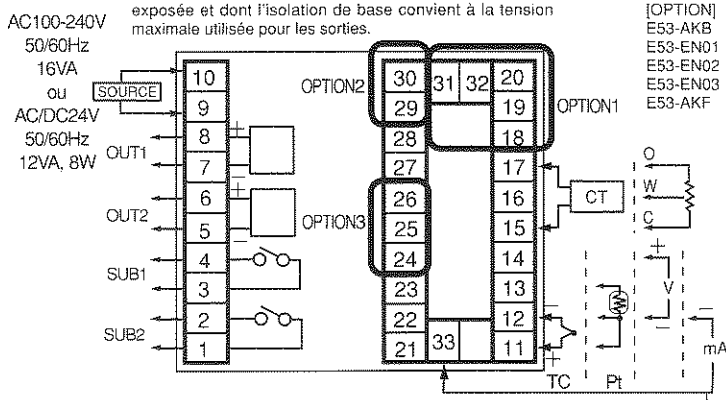 exposée et dont l'isolation de base convient à la tension
maximale utilisée pour les sorties.
AC100-240V
50/60Hz
16VA
ou
AC/DC24V
50/60Hz
12VA, 8W
SOURCE
OUT1
OUT2
SUB1
SUB2
10
9
8
7
6
5
4
3
2
1
+
−
+
−
OPTION2
OPTION3
30
29
28
27
26
25
24
23
22
21
31 32
33
20
19
18
17
16
15
14
13
12
11
OPTION1
[OPTION]
E53-AKB
E53-EN01
E53-EN02
E53-EN03
E53-AKF
CT
O
W
C
+
V
−
−
mA
−
+
TC
Pt